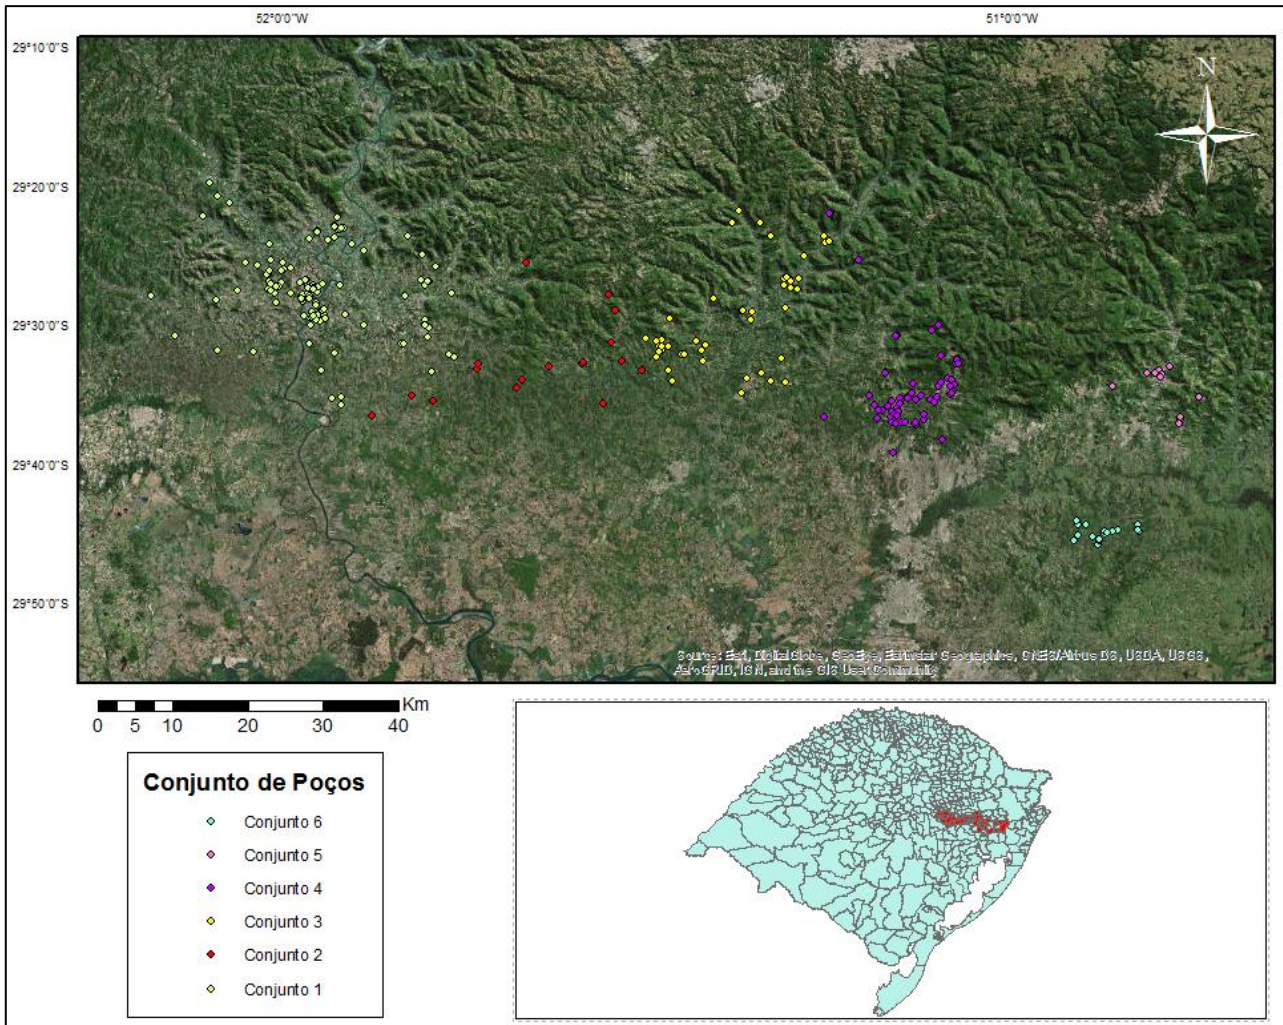 52°0'0"W 51°0'0"W
29°10'0"S
N
29°20'0"S
29°30'0"S
29°40'0"S
29°50'0"S
Source: Esri, DigitalGlobe, GeoEye, Earthstar Geographics, CNES/Airbus DS, USDA, USGS,
AeroGRID, IGN, and the GIS User Community
Km
0 5 10 20 30 40
Conjunto de Poços
Conjunto 6
Conjunto 5
Conjunto 4
Conjunto 3
Conjunto 2
Conjunto 1